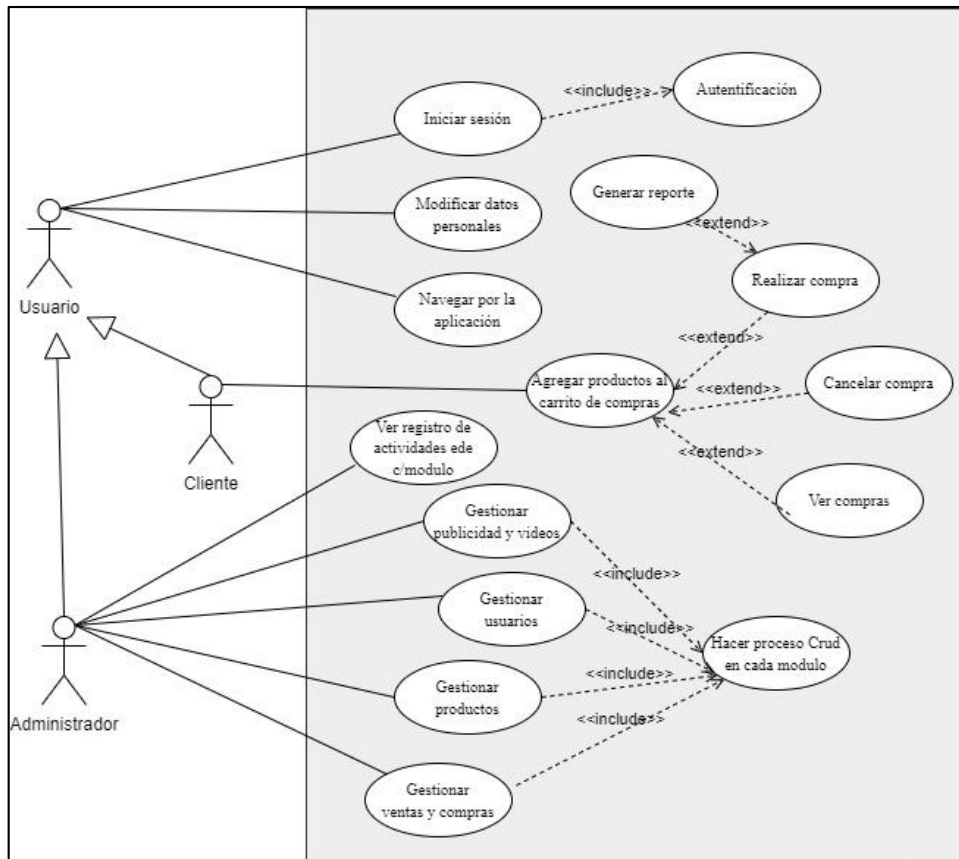 <<include>>
Autentificación
Iniciar sesión
Generar reporte
Modificar datos
personales
<<extend>>
Realizar compra
Usuario
Navegar por la
aplicación
<<extend>>
Agregar productos al
carrito de compras
<<extend>>
Cancelar compra
Ver registro de
actividades ede
c/modulo
Cliente
<<extend>>
Ver compras
Gestionar
publicidad y videos
<<include>>
Gestionar
usuarios
<<include>>
Hacer proceso Crud
en cada modulo
Administrador
Gestionar
productos
<<include>>
<<include>>
Gestionar
ventas y compras